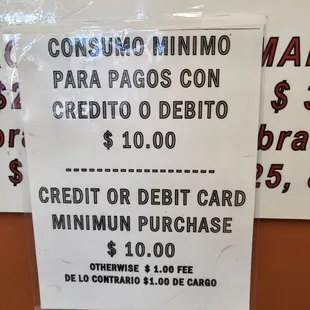 CONSUMO MINIMO
PARA PAGOS CON
CREDITO O DEBITO
$ 10.00
--------------------
CREDIT OR DEBIT CARD
MINIMUN PURCHASE
$ 10.00
OTHERWISE $ 1.00 FEE
DE LO CONTRARIO $1.00 DE CARGO